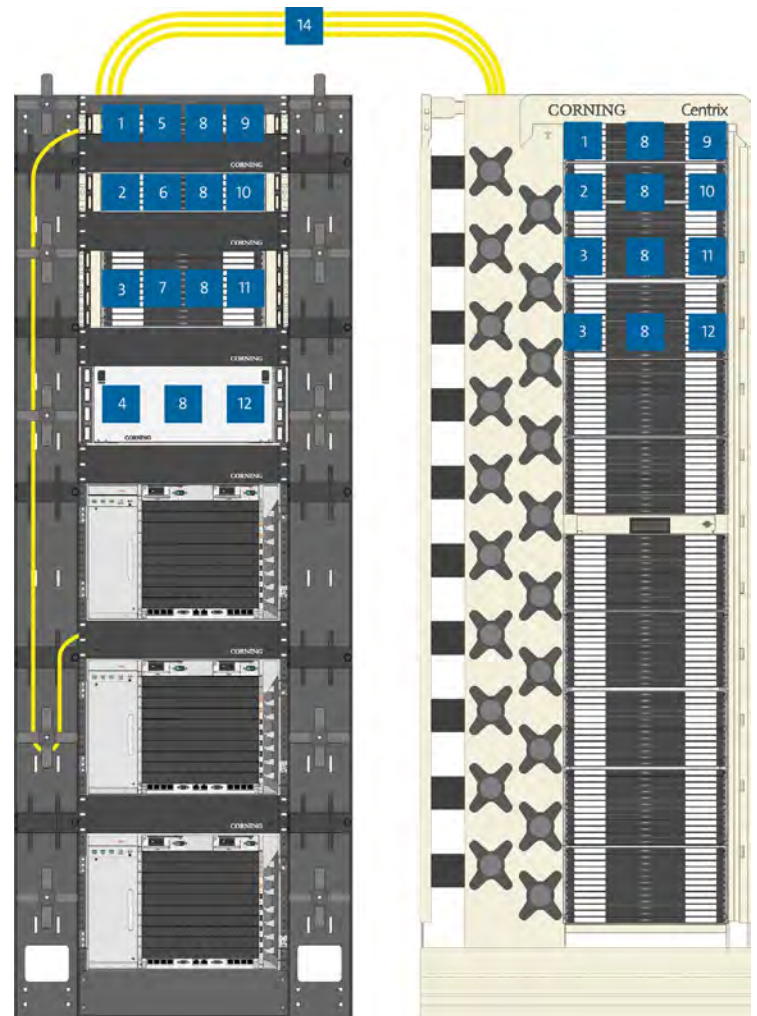 14
CORNING Centrix
1 5 8 9
1 8 9
CORNING
2 6 8 10
2 8 10
CORNING
3 7 8 11
3 8 11
3 8 12
CORNING
4 8 12
CORNING
CORNING
CORNING
CORNING